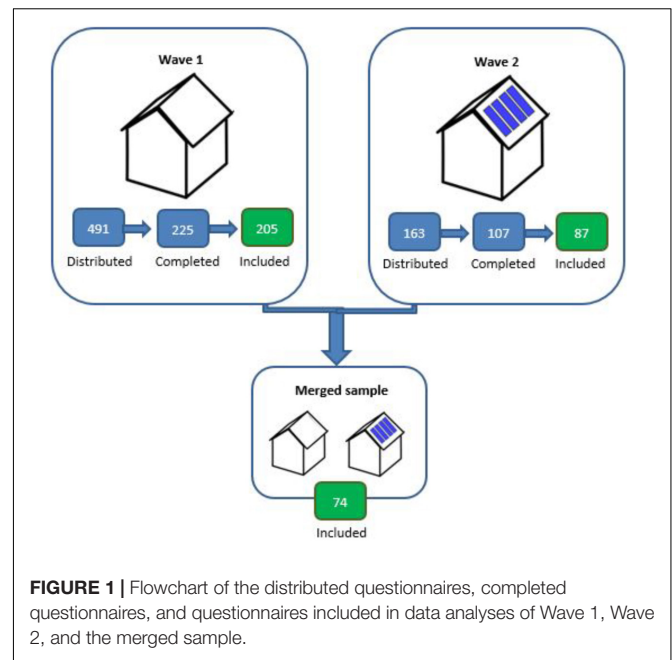 Wave 1
491 225 205
Distributed Completed Included
Wave 2
163 107 87
Distributed Completed Included
Merged sample
74
Included
FIGURE 1 | Flowchart of the distributed questionnaires, completed
questionnaires, and questionnaires included in data analyses of Wave 1, Wave
2, and the merged sample.